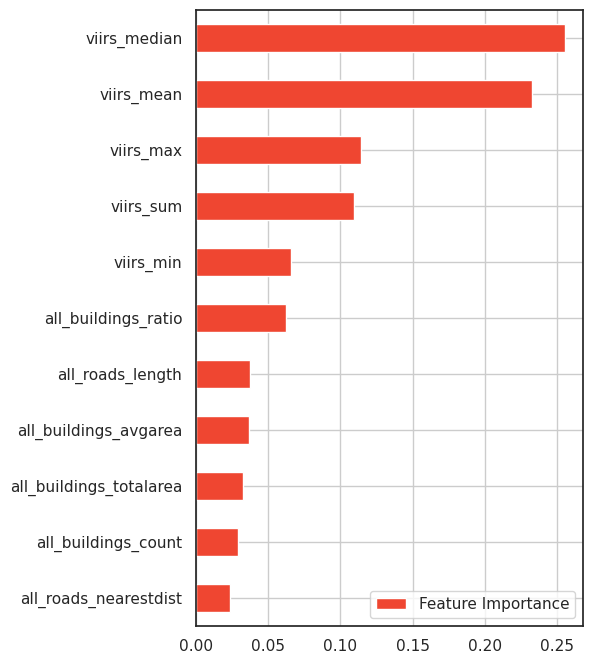 viirs_median
viirs_mean
viirs_max
viirs_sum
viirs_min
all_buildings_ratio
all_roads_length
all_buildings_avgarea
all_buildings_totalarea
all_buildings_count
all_roads_nearestdist
Feature Importance
0.00 0.05 0.10 0.15 0.20 0.25